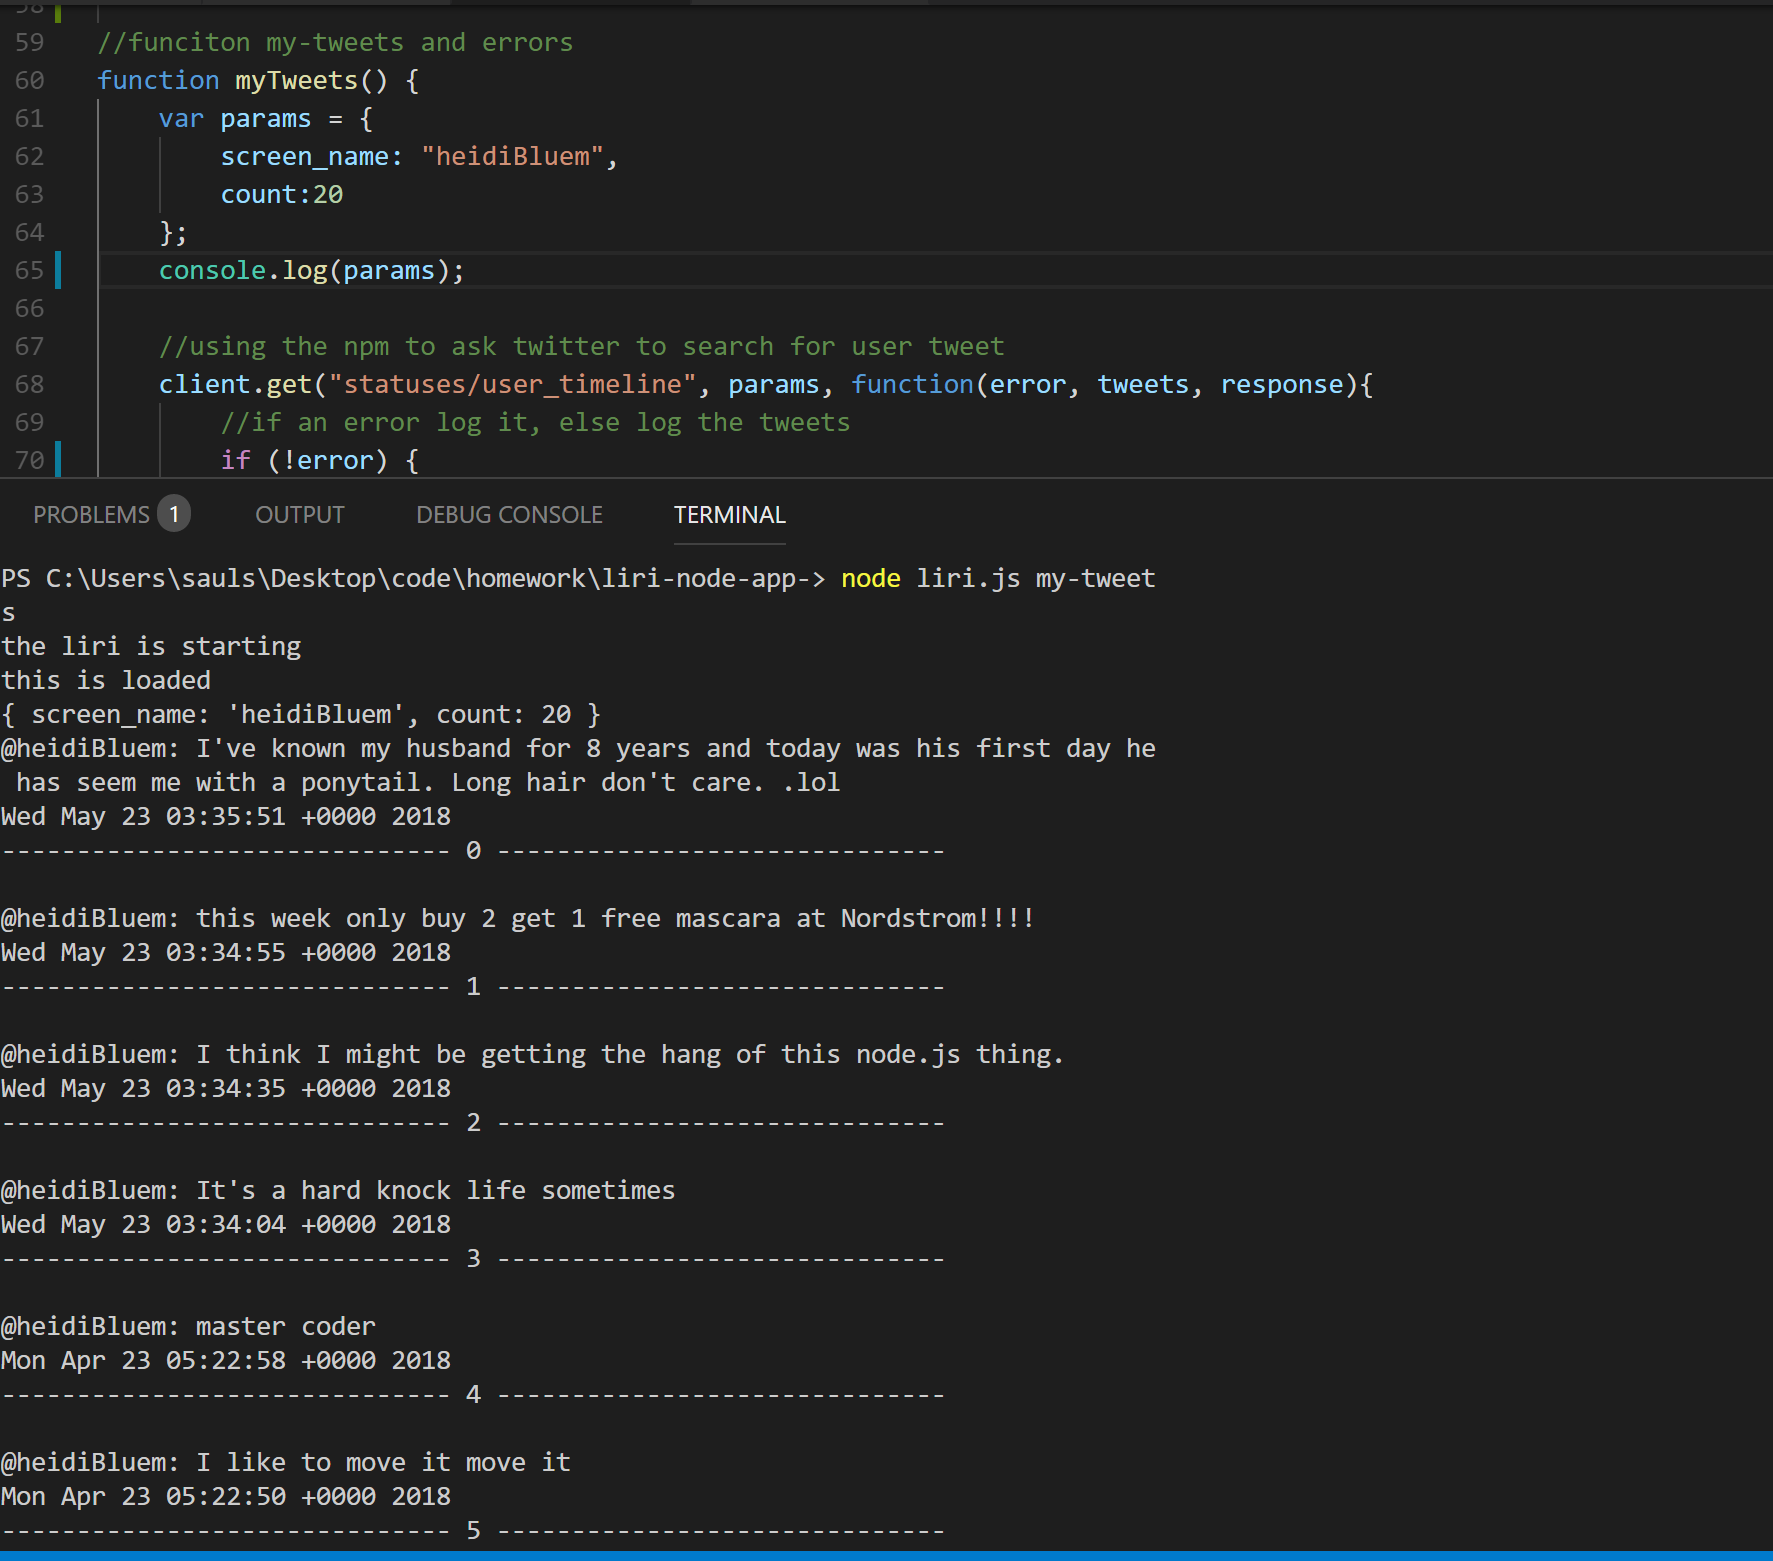 58
59 //funciton my-tweets and errors
60 function myTweets() {
61 var params = {
62 screen_name: "heidiBluem",
63 count:20
64 };
65 console.log(params);
66
67 //using the npm to ask twitter to search for user tweet
68 client.get("statuses/user_timeline", params, function(error, tweets, response){
69 //if an error log it, else log the tweets
70 if (!error) {
PROBLEMS 1 OUTPUT DEBUG CONSOLE TERMINAL
PS C:\Users\sauls\Desktop\code\homework\liri-node-app-> node liri.js my-tweet
s
the liri is starting
this is loaded
{ screen_name: 'heidiBluem', count: 20 }
@heidiBluem: I've known my husband for 8 years and today was his first day he
has seem me with a ponytail. Long hair don't care. .lol
Wed May 23 03:35:51 +0000 2018
------------------------------ 0 ------------------------------
@heidiBluem: this week only buy 2 get 1 free mascara at Nordstrom!!!!
Wed May 23 03:34:55 +0000 2018
------------------------------ 1 ------------------------------
@heidiBluem: I think I might be getting the hang of this node.js thing.
Wed May 23 03:34:35 +0000 2018
------------------------------ 2 ------------------------------
@heidiBluem: It's a hard knock life sometimes
Wed May 23 03:34:04 +0000 2018
------------------------------ 3 ------------------------------
@heidiBluem: master coder
Mon Apr 23 05:22:58 +0000 2018
------------------------------ 4 ------------------------------
@heidiBluem: I like to move it move it
Mon Apr 23 05:22:50 +0000 2018
------------------------------ 5 ------------------------------